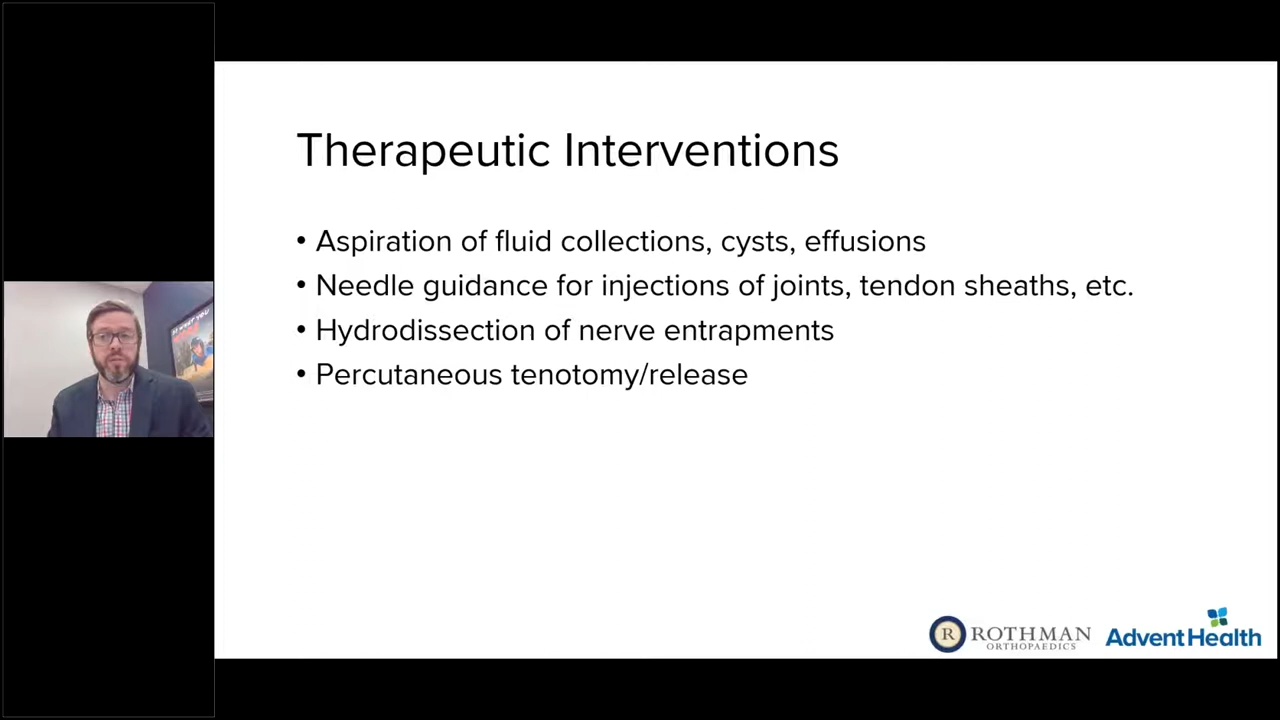 Therapeutic Interventions
• Aspiration of fluid collections, cysts, effusions
• Needle guidance for injections of joints, tendon sheaths, etc.
• Hydrodissection of nerve entrapments
• Percutaneous tenotomy/release
R ROTHMAN
ORTHOPAEDICS
AdventHealth